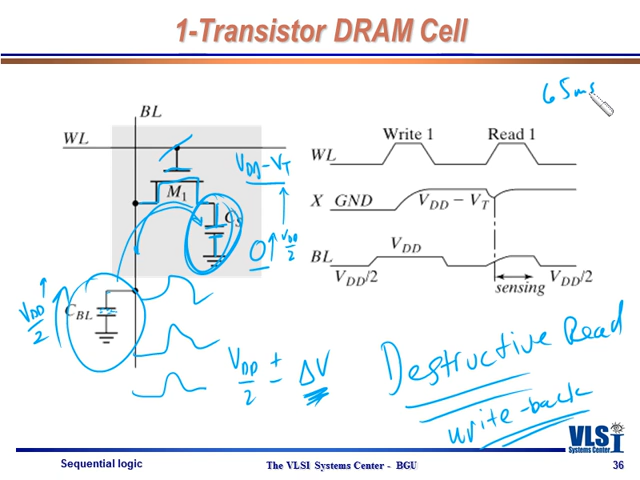 1-Transistor DRAM Cell
65ms
BL
WL
V_DD - V_T
M1
C_S
0
V_DD/2
C_BL
V_DD/2
V_DD/2 ± ΔV
Write 1 Read 1
WL
X GND V_DD − V_T
BL V_DD
V_DD/2 sensing V_DD/2
Destructive Read
write-back
VLSI
Systems Center
Sequential logic The VLSI Systems Center - BGU 36